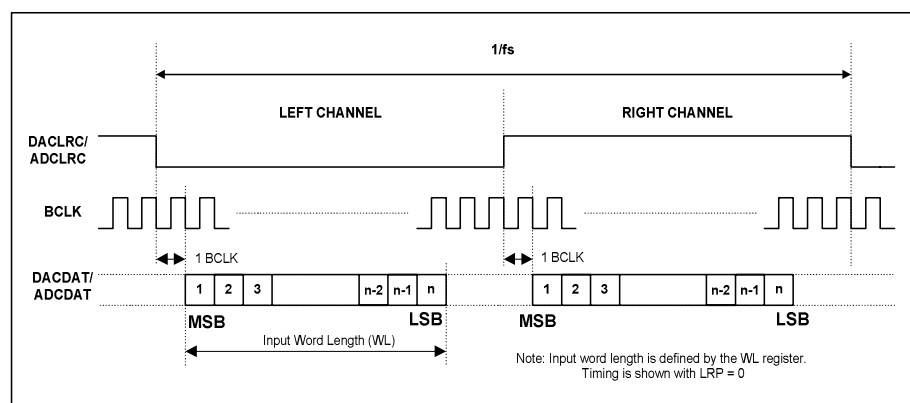 1/fs
LEFT CHANNEL
RIGHT CHANNEL
DACLRC/
ADCLRC
BCLK
1 BCLK
1 BCLK
DACDAT/
ADCDAT
1 2 3 n-2 n-1 n
1 2 3 n-2 n-1 n
MSB
LSB
MSB
LSB
Input Word Length (WL)
Note: Input word length is defined by the WL register.
Timing is shown with LRP = 0